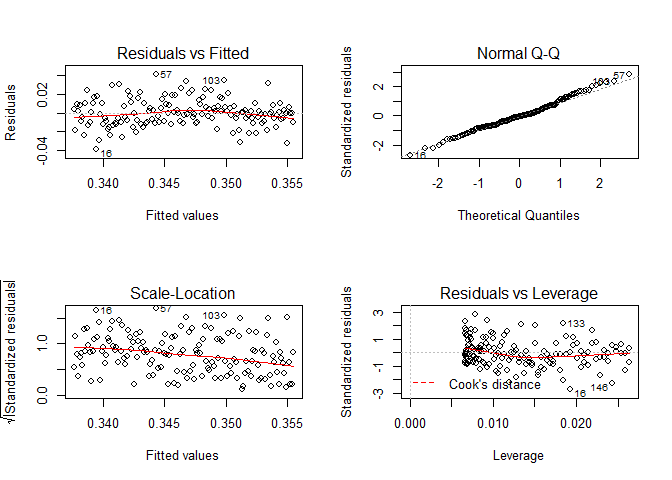 Residuals vs Fitted
Residuals
0.02
-0.04
57
103
16
0.340 0.345 0.350 0.355
Fitted values
Normal Q-Q
Standardized residuals
2
0
-2
57
103
16
-2 -1 0 1 2
Theoretical Quantiles
Scale-Location
√|Standardized residuals|
1.0
0.0
16
57
103
0.340 0.345 0.350 0.355
Fitted values
Residuals vs Leverage
Standardized residuals
3
1
-1
-3
133
146
16
Cook's distance
0.000 0.010 0.020
Leverage